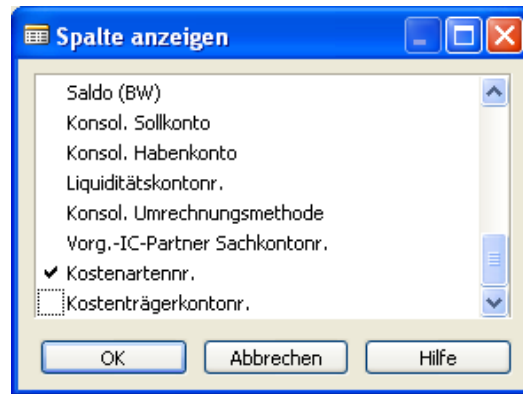 Spalte anzeigen
Saldo (BW)
Konsol. Sollkonto
Konsol. Habenkonto
Liquiditätskontonr.
Konsol. Umrechnungsmethode
Vorg.-IC-Partner Sachkontonr.
Kostenartennr.
Kostenträgerkontonr.
OK Abbrechen Hilfe